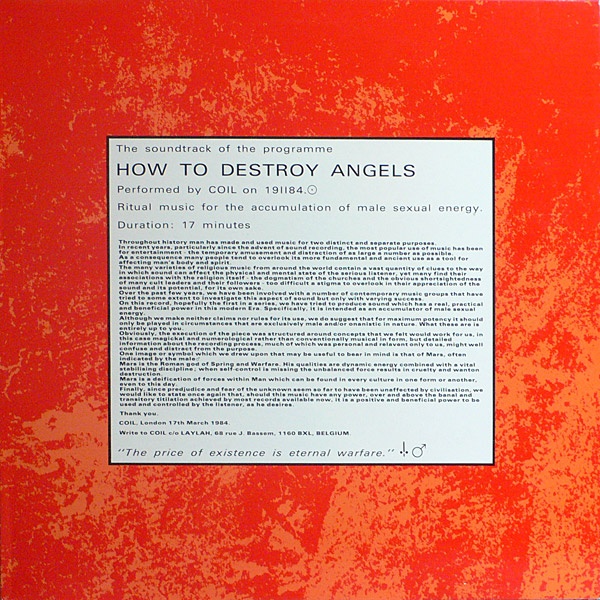 The soundtrack of the programme
HOW TO DESTROY ANGELS
Performed by COIL on 19II84.☉
Ritual music for the accumulation of male sexual energy.
Duration: 17 minutes
Throughout history man has made and used music for two distinct and separate purposes.
In recent years, particularly since the advent of sound recording, the most popular use of music has been
for entertainment - the temporary amusement and distraction of as large a number as possible.
As a consequence many people tend to overlook its more fundamental and ancient use as a tool for
affecting man's body and spirit.
The many varieties of religious music from around the world contain a vast quantity of clues to the way
in which sound can affect the physical and mental state of the serious listener, yet many find their
associations with the religion itself - the dogmatism of the churches and the obvious shortsightedness
of many cult leaders and their followers - too difficult a stigma to overlook in their appreciation of the
sound and its potential, for its own sake.
Over the past few years, we have been involved with a number of contemporary music groups that have
tried to some extent to investigate this aspect of sound but only with varying success.
On this record, hopefully the first in a series, we have tried to produce sound which has a real, practical
and beneficial power in this modern Era. Specifically, it is intended as an accumulator of male sexual
energy.
Although we make neither claims nor rules for its use, we do suggest that for maximum potency it should
only be played in circumstances that are exclusively male and/or onanistic in nature. What these are is
entirely up to you.
Obviously, the execution of the piece was structured around concepts that we felt would work for us, in
this case magickal and numerological rather than conventionally musical in form, but detailed
information about the recording process, much of which was personal and relevant only to us, might well
confuse and distract from the purpose.
One image or symbol which we drew upon that may be useful to bear in mind is that of Mars, often
indicated by the male♂
Mars is the Roman god of Spring and Warfare. His qualities are dynamic energy combined with a vital
stabilising discipline; when self-control is missing the unbalanced force results in cruelty and wanton
destruction.
Mars is a deification of forces within Man which can be found in every culture in one form or another,
even to this day.
Finally, since prejudice and fear of the unknown seem so far to have been unaffected by civilisation, we
would like to state once again that, should this music have any power, over and above the banal and
transitory titilation achieved by most records available now, it is a positive and beneficial power to be
used and controlled by the listener, as he desires.
Thank you.
COIL, London 17th March 1984.
Write to COIL c/o LAYLAH, 68 rue J. Bassem, 1160 BXL, BELGIUM.
"The price of existence is eternal warfare." ♂